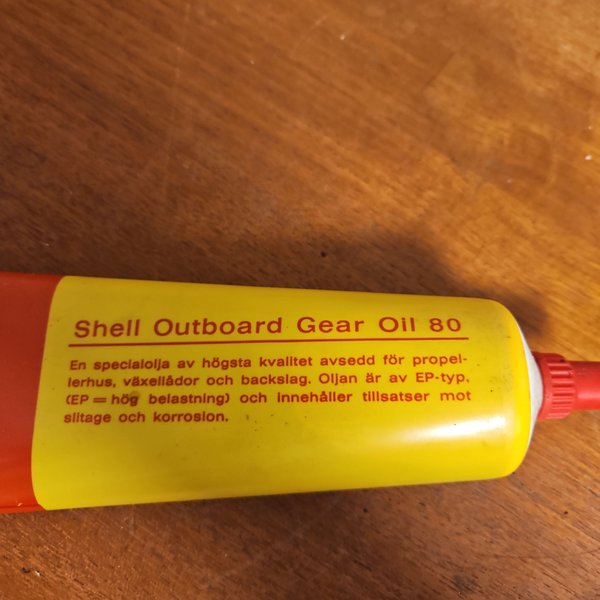 Shell Outboard Gear Oil 80
En specialolja av högsta kvalitet avsedd för propel-
lerhus, växellådor och backslag. Oljan är av EP-typ.
(EP = hög belastning) och innehåller tillsatser mot
slitage och korrosion.